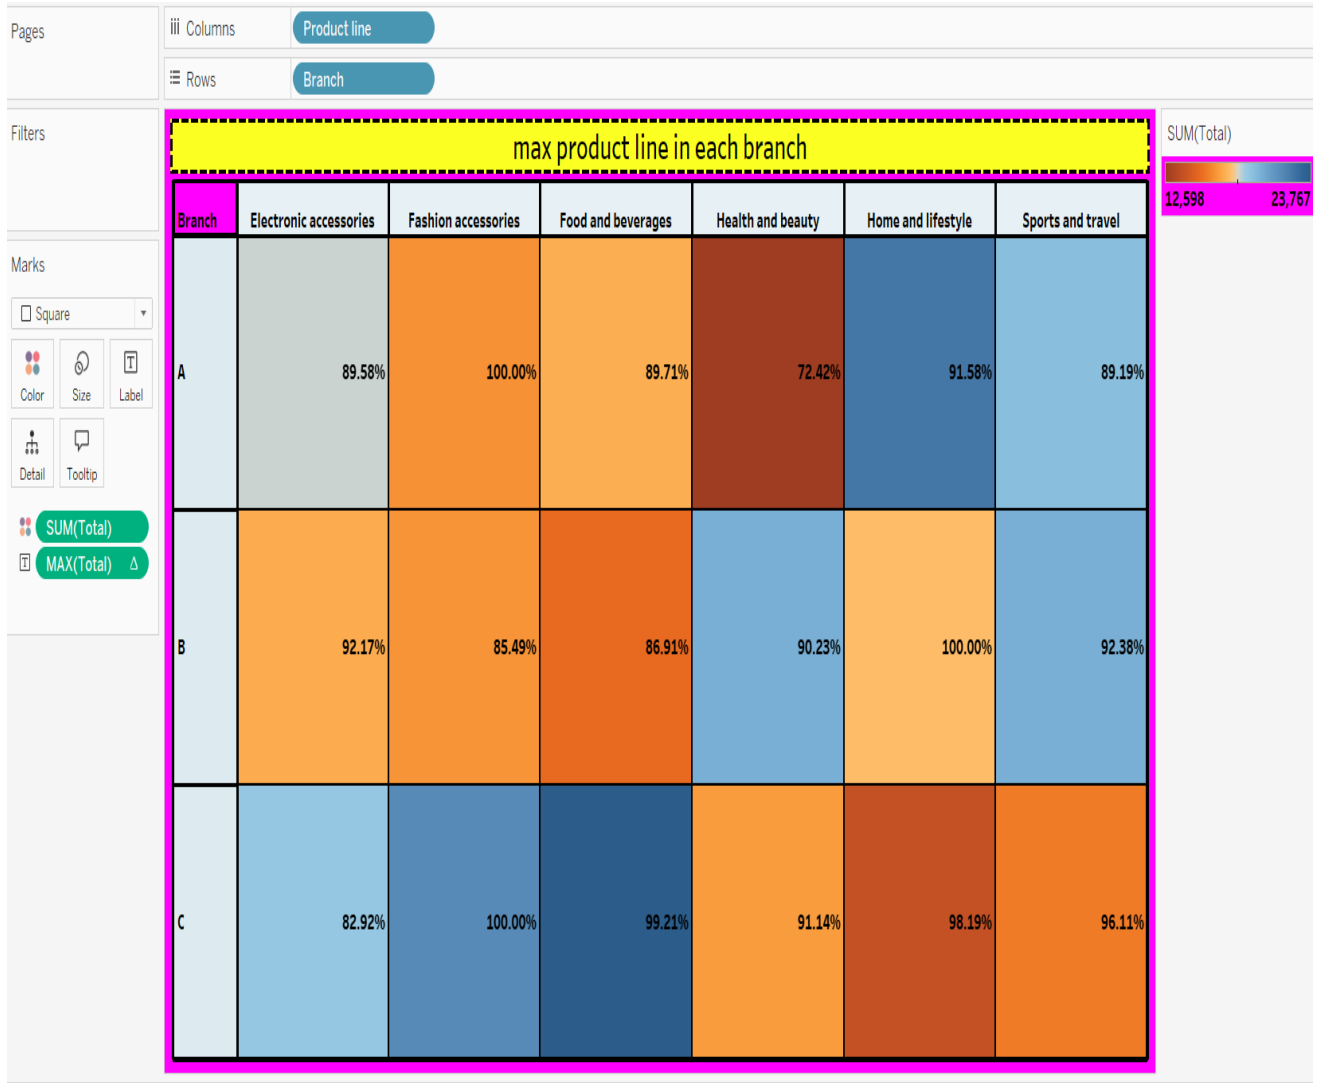 Pages
Columns
Product line
Rows
Branch
Filters
max product line in each branch
SUM(Total)
12,598 23,767
Branch Electronic accessories Fashion accessories Food and beverages Health and beauty Home and lifestyle Sports and travel
Marks
Square
Color Size Label
Detail Tooltip
SUM(Total)
MAX(Total) Δ
A 89.58% 100.00% 89.71% 72.42% 91.58% 89.19%
B 92.17% 85.49% 86.91% 90.23% 100.00% 92.38%
C 82.92% 100.00% 99.21% 91.14% 98.19% 96.11%